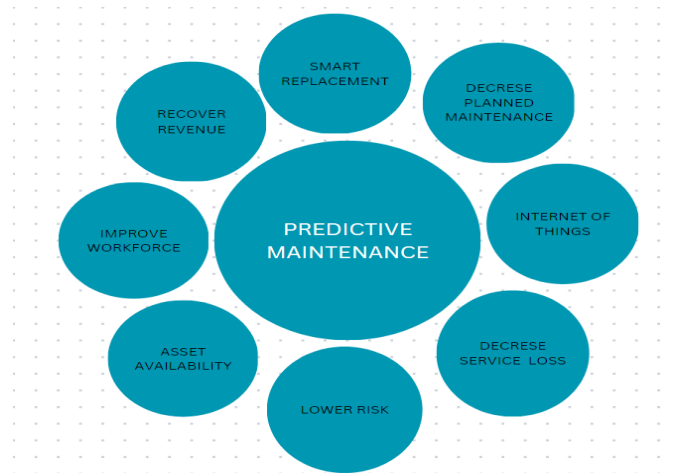 SMART
REPLACEMENT
DECRESE
PLANNED
MAINTENANCE
RECOVER
REVENUE
PREDICTIVE
MAINTENANCE
INTERNET OF
THINGS
IMPROVE
WORKFORCE
DECRESE
SERVICE LOSS
ASSET
AVAILABILITY
LOWER RISK